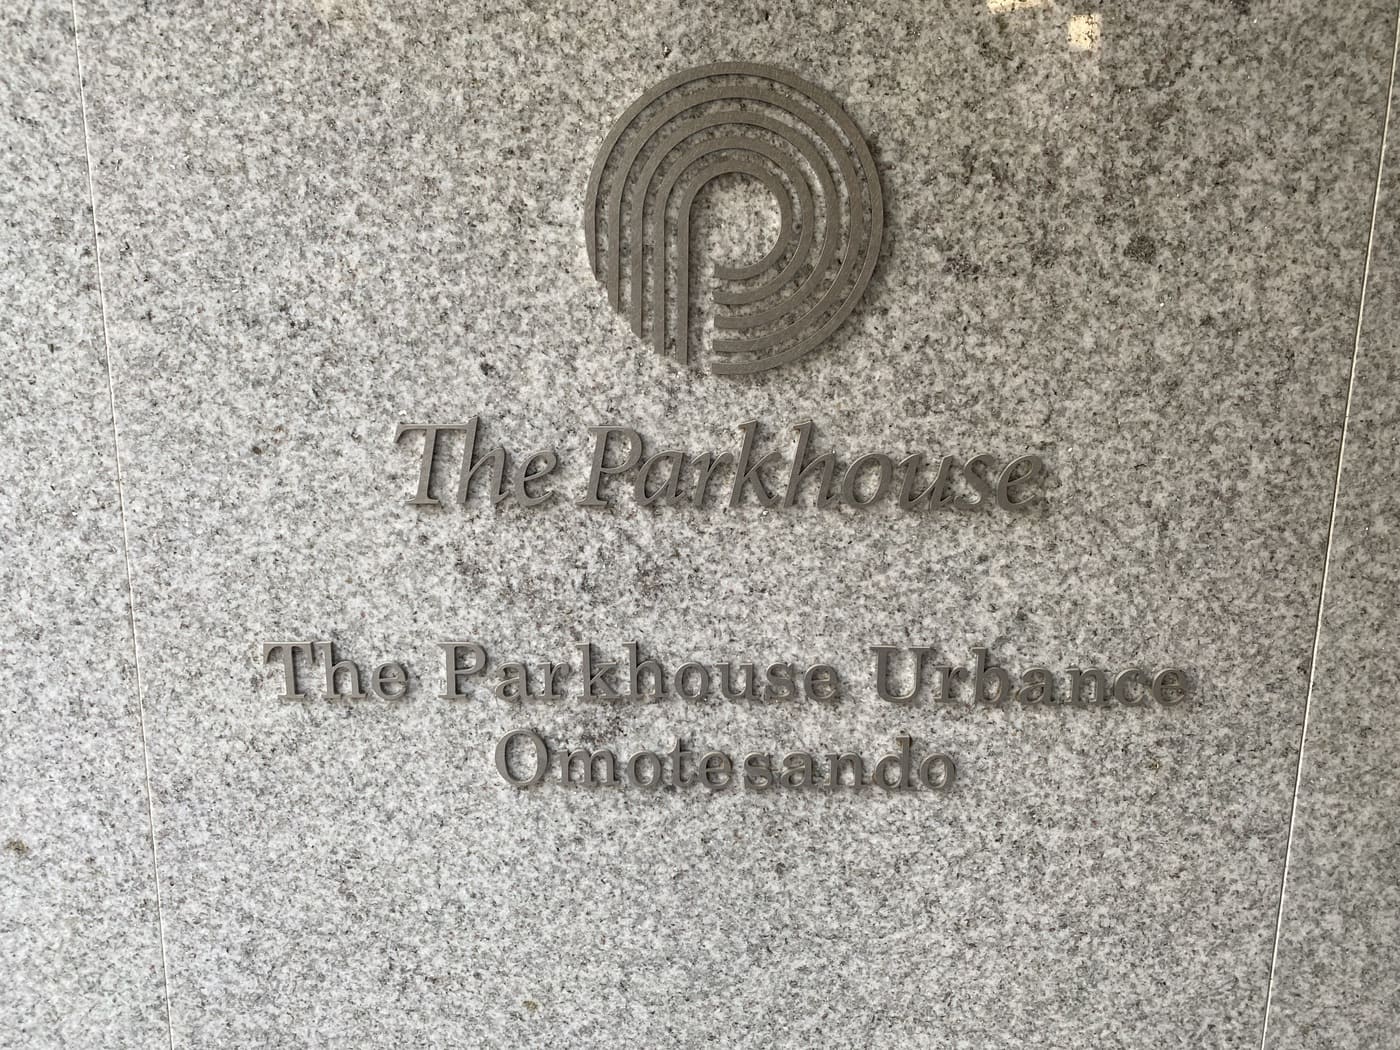 The Parkhouse
The Parkhouse Urbance
Omotesando